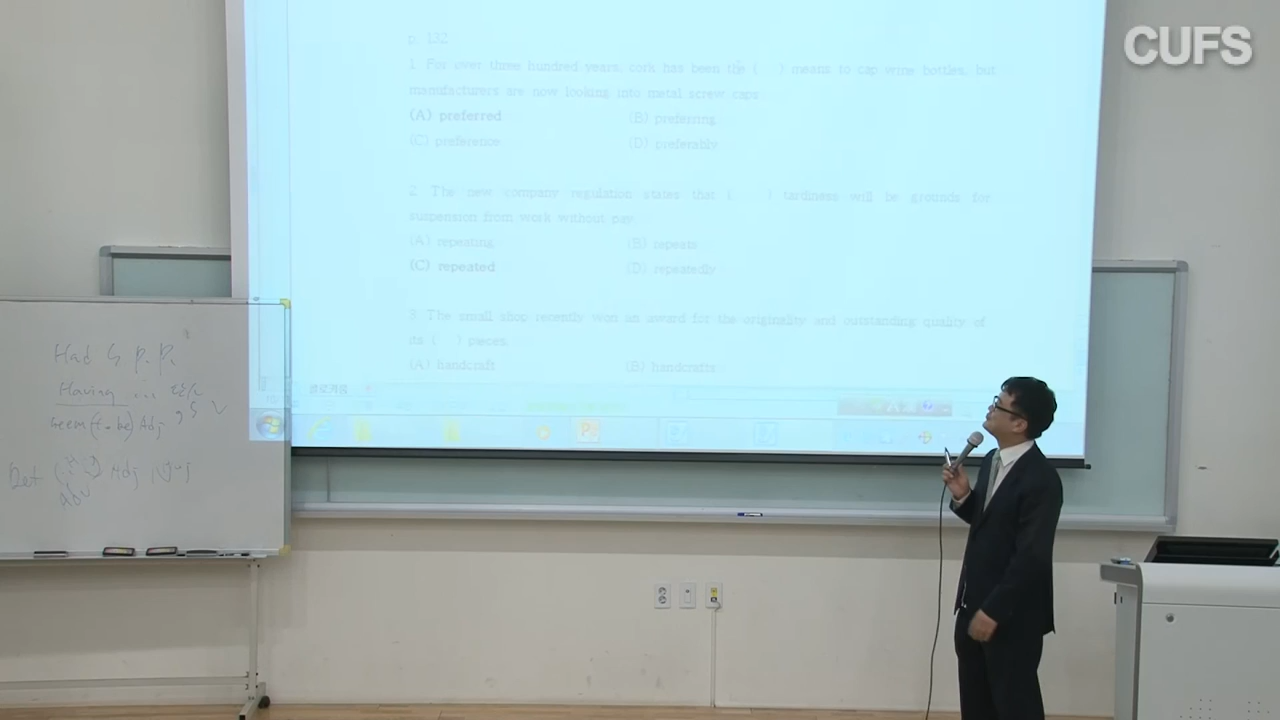 CUFS
p. 132
1. For over three hundred years, cork has been the ( ) means to cap wine bottles, but
manufacturers are now looking into metal screw caps.
(A) preferred (B) preferring
(C) preference (D) preferably
2. The new company regulation states that ( ) tardiness will be grounds for
suspension from work without pay.
(A) repeating (B) repeats
(C) repeated (D) repeatedly
3. The small shop recently won an award for the originality and outstanding quality of
its ( ) pieces.
(A) handcraft (B) handcrafts
Had p.p.
Having ...
seem (to be) Adj
Det Adj
Adv